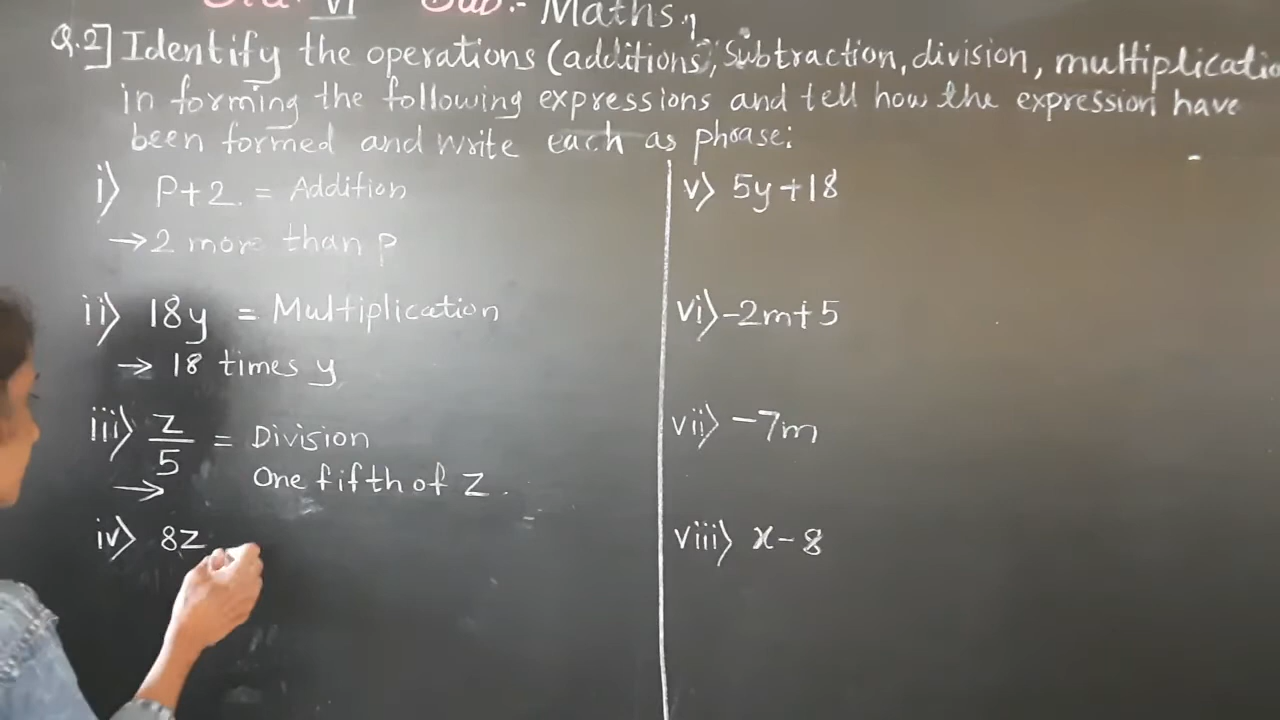 Std:- VI Sub:- Maths.
Q.2] Identify the operations (additions, subtraction, division, multiplicatio
in forming the following expressions and tell how the expression have
been formed and write each as phrase:
i) P+2. = Addition
→ 2 more than p
ii) 18y = Multiplication
→ 18 times y
iii) z/5 = Division
→ One fifth of z.
iv) 8z
v) 5y+18
vi) -2m+5
vii) -7m
viii) x-8